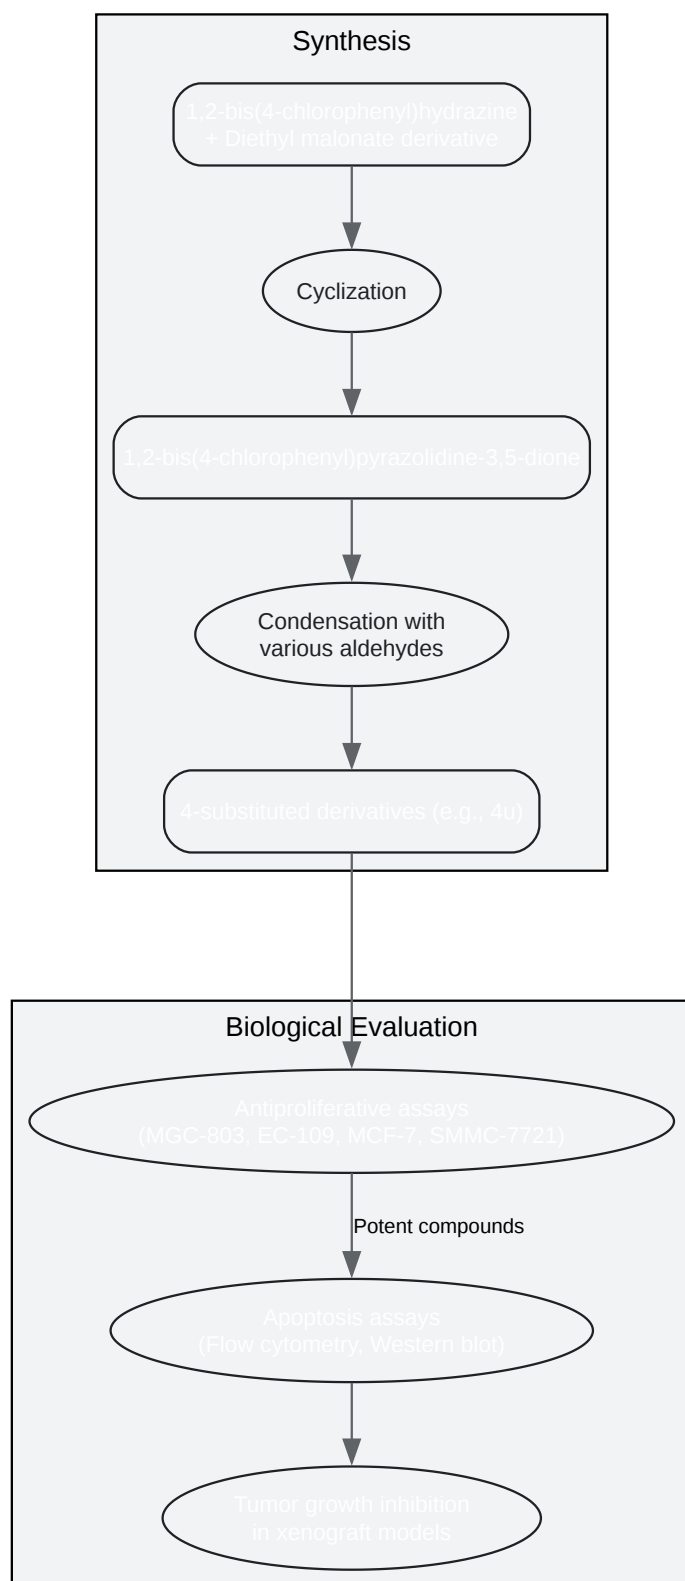 Synthesis
1,2-bis(4-chlorophenyl)hydrazine
+ Diethyl malonate derivative
Cyclization
1,2-bis(4-chlorophenyl)pyrazolidine-3,5-dione
Condensation with
various aldehydes
4-substituted derivatives (e.g., 4u)
Biological Evaluation
Antiproliferative assays
(MGC-803, EC-109, MCF-7, SMMC-7721)
Potent compounds
Apoptosis assays
(Flow cytometry, Western blot)
Tumor growth inhibition
in xenograft models